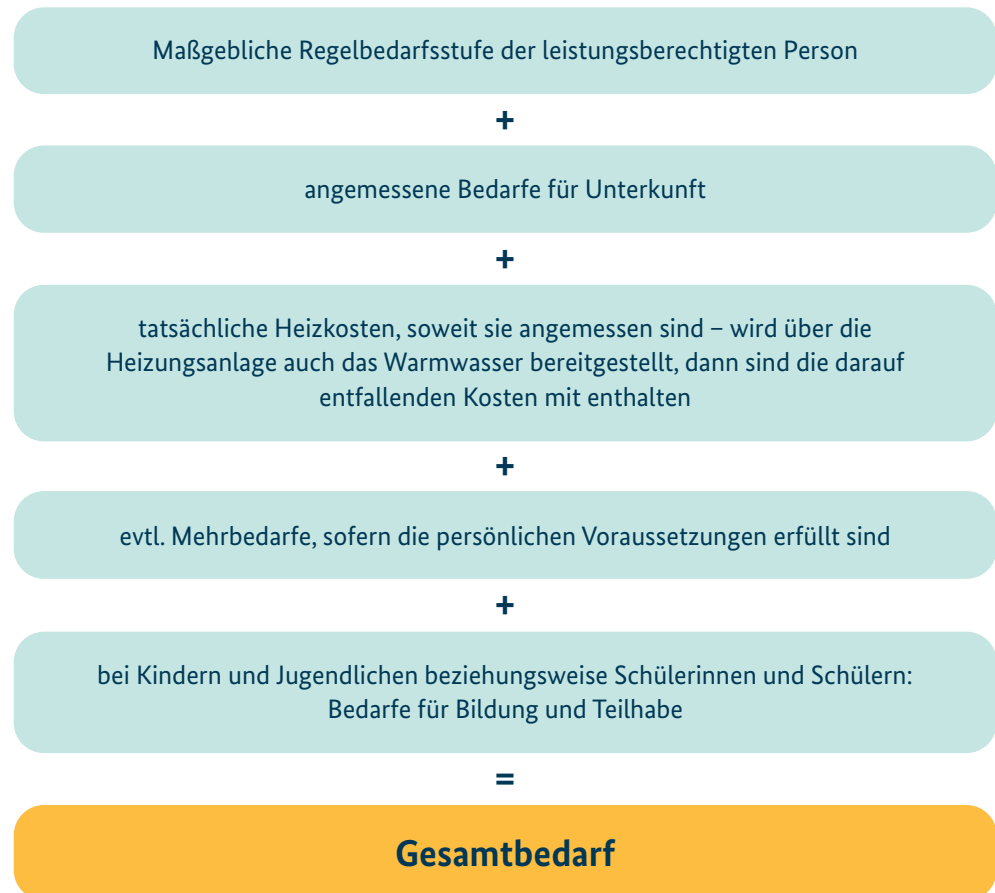 Maßgebliche Regelbedarfsstufe der leistungsberechtigten Person
+
angemessene Bedarfe für Unterkunft
+
tatsächliche Heizkosten, soweit sie angemessen sind – wird über die
Heizungsanlage auch das Warmwasser bereitgestellt, dann sind die darauf
entfallenden Kosten mit enthalten
+
evtl. Mehrbedarfe, sofern die persönlichen Voraussetzungen erfüllt sind
+
bei Kindern und Jugendlichen beziehungsweise Schülerinnen und Schülern:
Bedarfe für Bildung und Teilhabe
=
Gesamtbedarf